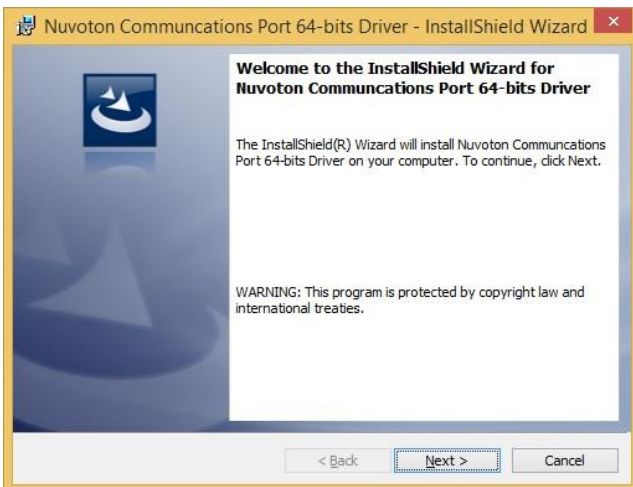 Nuvoton Communcations Port 64-bits Driver - InstallShield Wizard
Welcome to the InstallShield Wizard for
Nuvoton Communcations Port 64-bits Driver
The InstallShield(R) Wizard will install Nuvoton Communcations
Port 64-bits Driver on your computer. To continue, click Next.
WARNING: This program is protected by copyright law and
international treaties.
< Back Next > Cancel